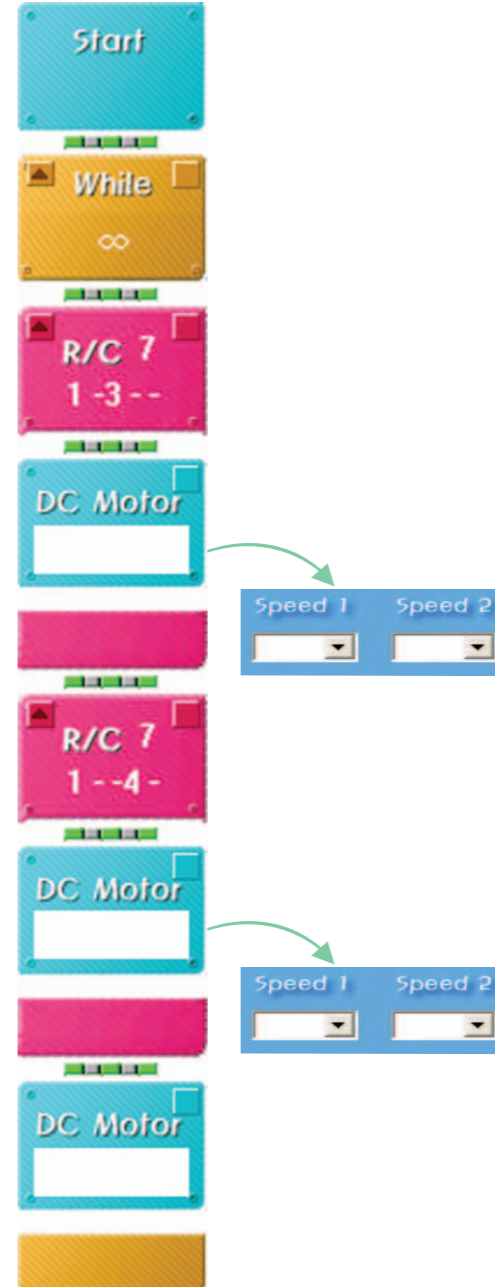 Start
While
∞
R/C 7
1 -3 - -
DC Motor
Speed 1 Speed 2
R/C 7
1 - -4 -
DC Motor
Speed 1 Speed 2
DC Motor